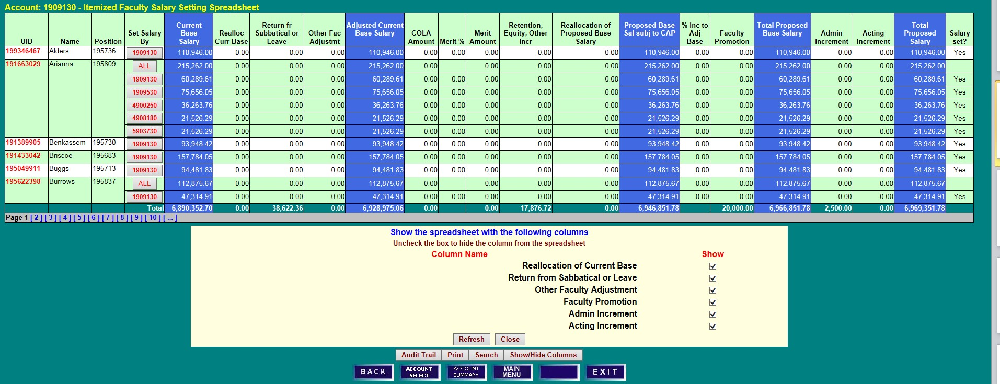 Account: 1909130 - Itemized Faculty Salary Setting Spreadsheet
UID Name Position Set Salary By Current Base Salary Realloc Curr Base Return fr Sabbatical or Leave Other Fac Adjustmt Adjusted Current Base Salary COLA Amount Merit % Merit Amount Retention, Equity, Other Incr Reallocation of Proposed Base Salary Proposed Base Sal subj to CAP % Inc to Adj Base Faculty Promotion Total Proposed Base Salary Admin Increment Acting Increment Total Proposed Salary Salary set?
199346467 Alders 195736 1909130 110,946.00 0.00 0.00 0.00 110,946.00 0.00 0.00 0.00 0.00 0.00 110,946.00 0.00 0.00 110,946.00 0.00 0.00 110,946.00 Yes
191663029 Arianna 195809 ALL 215,262.00 0.00 0.00 0.00 215,262.00 0.00 0.00 0.00 0.00 215,262.00 0.00 0.00 215,262.00 0.00 0.00 215,262.00
1909130 60,289.61 0.00 0.00 0.00 60,289.61 0.00 0.00 0.00 0.00 0.00 60,289.61 0.00 0.00 60,289.61 0.00 0.00 60,289.61 Yes
1909530 75,656.05 0.00 0.00 0.00 75,656.05 0.00 0.00 0.00 0.00 0.00 75,656.05 0.00 0.00 75,656.05 0.00 0.00 75,656.05 Yes
4900250 36,263.76 0.00 0.00 0.00 36,263.76 0.00 0.00 0.00 0.00 0.00 36,263.76 0.00 0.00 36,263.76 0.00 0.00 36,263.76 Yes
4908180 21,526.29 0.00 0.00 0.00 21,526.29 0.00 0.00 0.00 0.00 0.00 21,526.29 0.00 0.00 21,526.29 0.00 0.00 21,526.29 Yes
5903730 21,526.29 0.00 0.00 0.00 21,526.29 0.00 0.00 0.00 0.00 0.00 21,526.29 0.00 0.00 21,526.29 0.00 0.00 21,526.29 Yes
191389905 Benkassem 195730 1909130 93,948.42 0.00 0.00 0.00 93,948.42 0.00 0.00 0.00 0.00 0.00 93,948.42 0.00 0.00 93,948.42 0.00 0.00 93,948.42 Yes
191433042 Briscoe 195683 1909130 157,784.05 0.00 0.00 0.00 157,784.05 0.00 0.00 0.00 0.00 0.00 157,784.05 0.00 0.00 157,784.05 0.00 0.00 157,784.05 Yes
195049911 Buggs 195713 1909130 94,481.83 0.00 0.00 0.00 94,481.83 0.00 0.00 0.00 0.00 0.00 94,481.83 0.00 0.00 94,481.83 0.00 0.00 94,481.83 Yes
195622398 Burrows 195837 ALL 112,875.67 0.00 0.00 0.00 112,875.67 0.00 0.00 0.00 0.00 112,875.67 0.00 0.00 112,875.67 0.00 0.00 112,875.67
1909130 47,314.91 0.00 0.00 0.00 47,314.91 0.00 0.00 0.00 0.00 0.00 47,314.91 0.00 0.00 47,314.91 0.00 0.00 47,314.91 Yes
Total 6,890,352.70 0.00 38,622.36 0.00 6,928,975.06 0.00 0.00 17,876.72 0.00 6,946,851.78 20,000.00 6,966,851.78 2,500.00 0.00 6,969,351.78
Page 1 [ 2 ] [ 3 ] [ 4 ] [ 5 ] [ 6 ] [ 7 ] [ 8 ] [ 9 ] [ 10 ] [ ... ]
Show the spreadsheet with the following columns
Uncheck the box to hide the column from the spreadsheet
Column Name Show
Reallocation of Current Base
Return from Sabbatical or Leave
Other Faculty Adjustment
Faculty Promotion
Admin Increment
Acting Increment
Refresh Close
Audit Trail Print Search Show/Hide Columns
BACK ACCOUNT SELECT ACCOUNT SUMMARY MAIN MENU EXIT